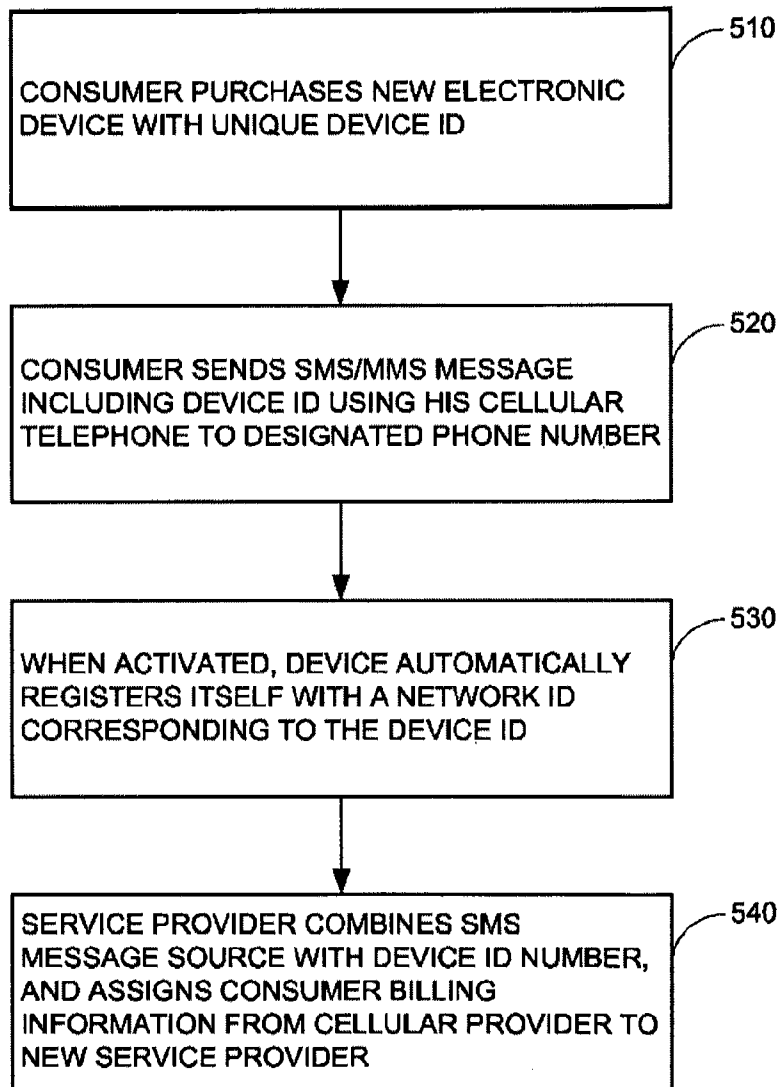 510
CONSUMER PURCHASES NEW ELECTRONIC
DEVICE WITH UNIQUE DEVICE ID
520
CONSUMER SENDS SMS/MMS MESSAGE
INCLUDING DEVICE ID USING HIS CELLULAR
TELEPHONE TO DESIGNATED PHONE NUMBER
530
WHEN ACTIVATED, DEVICE AUTOMATICALLY
REGISTERS ITSELF WITH A NETWORK ID
CORRESPONDING TO THE DEVICE ID
540
SERVICE PROVIDER COMBINES SMS
MESSAGE SOURCE WITH DEVICE ID NUMBER,
AND ASSIGNS CONSUMER BILLING
INFORMATION FROM CELLULAR PROVIDER TO
NEW SERVICE PROVIDER